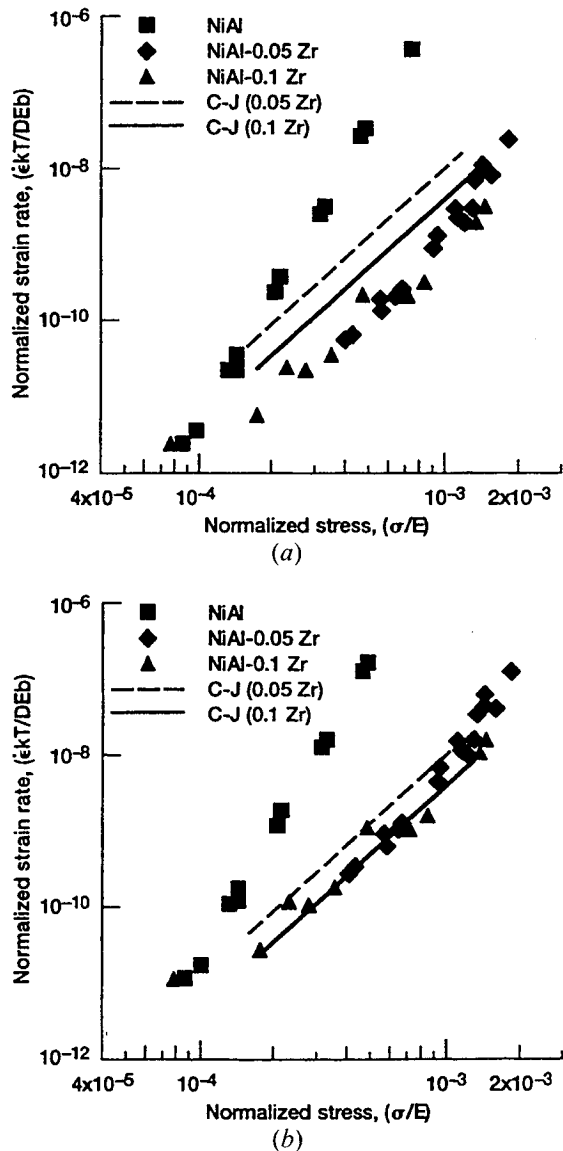 NiAl
NiAl-0.05 Zr
NiAl-0.1 Zr
C-J (0.05 Zr)
C-J (0.1 Zr)
Normalized strain rate, (ε̇kT/DEb)
10⁻⁶
10⁻⁸
10⁻¹⁰
10⁻¹²
4x10⁻⁵
10⁻⁴
10⁻³
2x10⁻³
Normalized stress, (σ/E)
(a)
NiAl
NiAl-0.05 Zr
NiAl-0.1 Zr
C-J (0.05 Zr)
C-J (0.1 Zr)
Normalized strain rate, (ε̇kT/DEb)
10⁻⁶
10⁻⁸
10⁻¹⁰
10⁻¹²
4x10⁻⁵
10⁻⁴
10⁻³
2x10⁻³
Normalized stress, (σ/E)
(b)